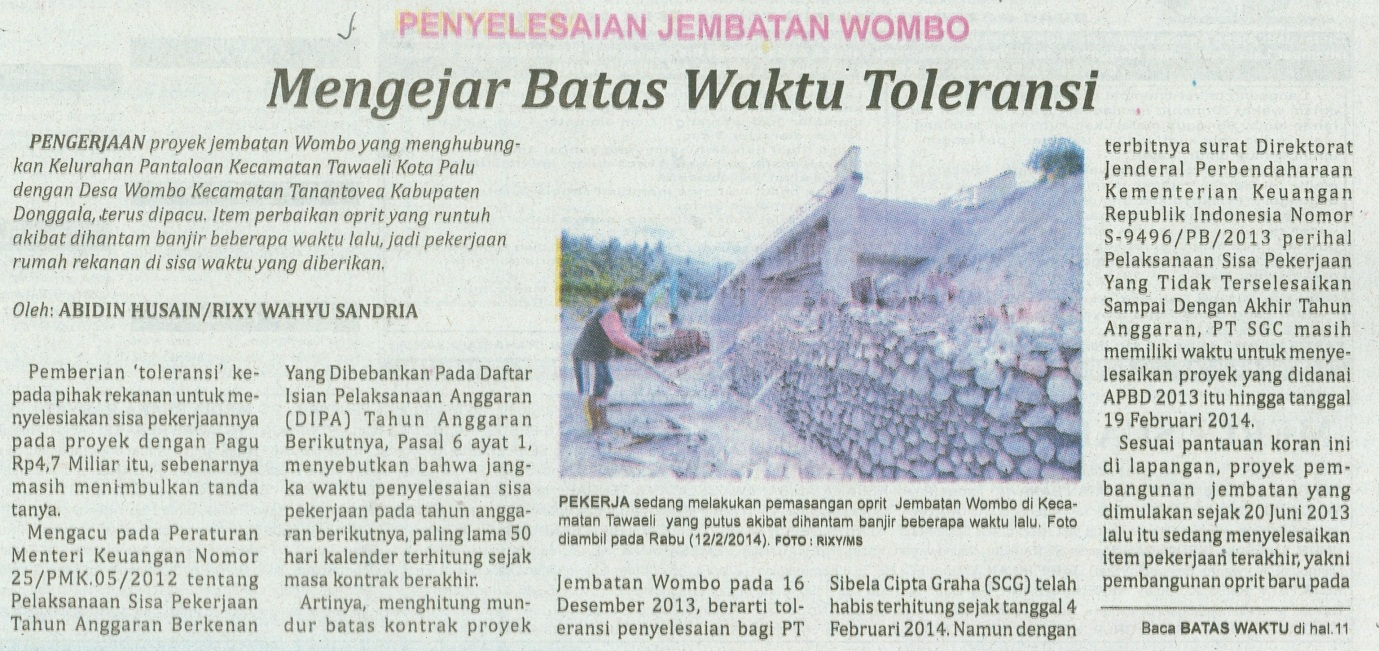 PENYELESAIAN JEMBATAN WOMBO
Mengejar Batas Waktu Toleransi
PENGERJAAN proyek jembatan Wombo yang menghubung-
kan Kelurahan Pantaloan Kecamatan Tawaeli Kota Palu
dengan Desa Wombo Kecamatan Tanantovea Kabupaten
Donggala, terus dipacu. Item perbaikan oprit yang runtuh
akibat dihantam banjir beberapa waktu lalu, jadi pekerjaan
rumah rekanan di sisa waktu yang diberikan.
Oleh: ABIDIN HUSAIN/RIXY WAHYU SANDRIA
Pemberian ‘toleransi’ ke-
pada pihak rekanan untuk me-
nyelesiakan sisa pekerjaannya
pada proyek dengan Pagu
Rp4,7 Miliar itu, sebenarnya
masih menimbulkan tanda
tanya.
Mengacu pada Peraturan
Menteri Keuangan Nomor
25/PMK.05/2012 tentang
Pelaksanaan Sisa Pekerjaan
Tahun Anggaran Berkenan
Yang Dibebankan Pada Daftar
Isian Pelaksanaan Anggaran
(DIPA) Tahun Anggaran
Berikutnya, Pasal 6 ayat 1,
menyebutkan bahwa jang-
ka waktu penyelesaian sisa
pekerjaan pada tahun angga-
ran berikutnya, paling lama 50
hari kalender terhitung sejak
masa kontrak berakhir.
Artinya, menghitung mun-
dur batas kontrak proyek
PEKERJA sedang melakukan pemasangan oprit Jembatan Wombo di Keca-
matan Tawaeli yang putus akibat dihantam banjir beberapa waktu lalu. Foto
diambil pada Rabu (12/2/2014). FOTO : RIXY/MS
Jembatan Wombo pada 16
Desember 2013, berarti tol-
eransi penyelesaian bagi PT
Sibela Cipta Graha (SCG) telah
habis terhitung sejak tanggal 4
Februari 2014. Namun dengan
terbitnya surat Direktorat
Jenderal Perbendaharaan
Kementerian Keuangan
Republik Indonesia Nomor
S-9496/PB/2013 perihal
Pelaksanaan Sisa Pekerjaan
Yang Tidak Terselesaikan
Sampai Dengan Akhir Tahun
Anggaran, PT SGC masih
memiliki waktu untuk menye-
lesaikan proyek yang didanai
APBD 2013 itu hingga tanggal
19 Februari 2014.
Sesuai pantauan koran ini
di lapangan, proyek pem-
bangunan jembatan yang
dimulakan sejak 20 Juni 2013
lalu itu sedang menyelesaikan
item pekerjaan terakhir, yakni
pembangunan oprit baru pada
Baca BATAS WAKTU di hal.11